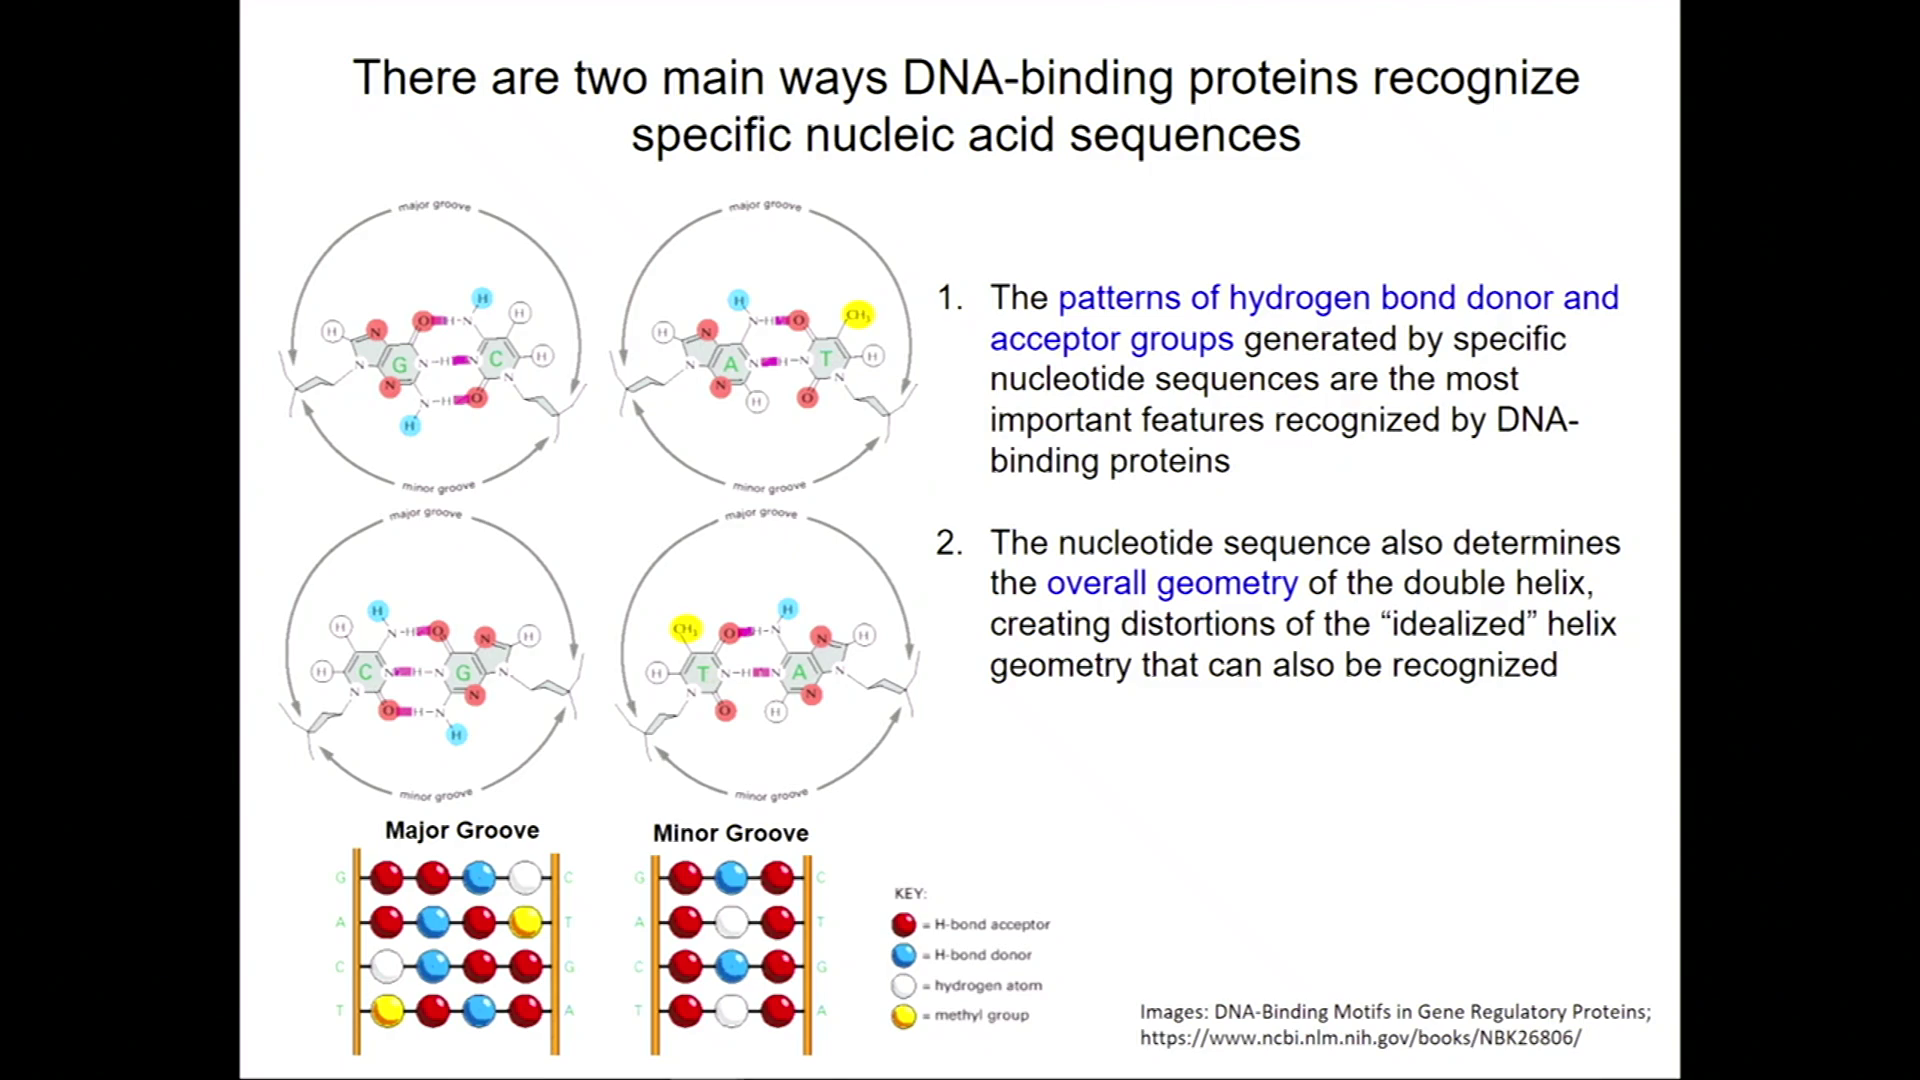 There are two main ways DNA-binding proteins recognize
specific nucleic acid sequences
major groove
major groove
H
H
H
N
O
H
N
H
G
N
H
N
C
N
N
N
H
O
H
minor groove
H
CH3
H
N
N
H
O
A
N
H
N
T
H
N
N
N
H
O
minor groove
1. The patterns of hydrogen bond donor and
acceptor groups generated by specific
nucleotide sequences are the most
important features recognized by DNA-
binding proteins
2. The nucleotide sequence also determines
the overall geometry of the double helix,
creating distortions of the “idealized” helix
geometry that can also be recognized
major groove
major groove
H
H
N
H
O
N
H
H
C
N
H
N
G
N
N
N
O
H
N
H
minor groove
H
CH3
O
H
N
N
H
H
T
N
H
N
A
N
N
O
H
N
minor groove
Major Groove
Minor Groove
G C
A T
C G
T A
G C
A T
C G
T A
KEY:
= H-bond acceptor
= H-bond donor
= hydrogen atom
= methyl group
Images: DNA-Binding Motifs in Gene Regulatory Proteins;
https://www.ncbi.nlm.nih.gov/books/NBK26806/